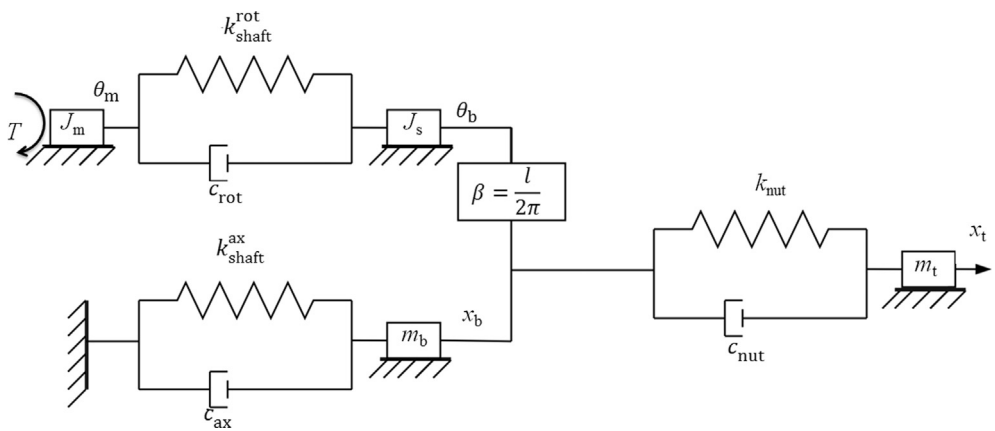 k_shaft^rot
θ_m
T
J_m
J_s
θ_b
c_rot
β = l/2π
k_nut
x_t
m_t
c_nut
k_shaft^ax
m_b
x_b
c_ax